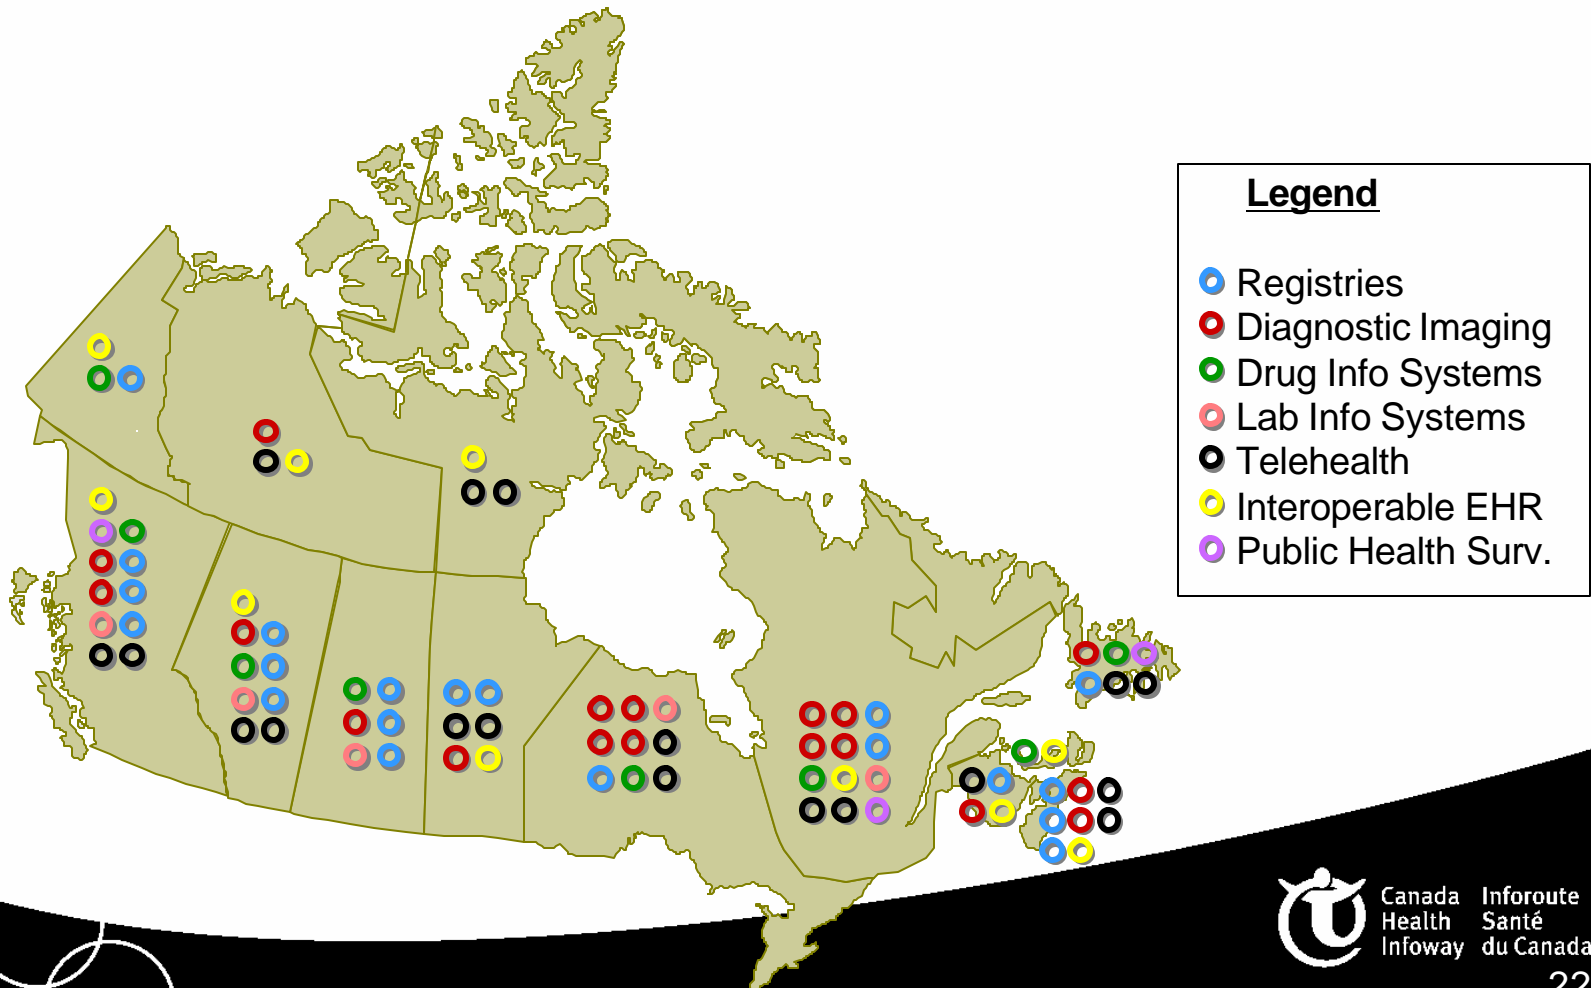 Legend
Registries
Diagnostic Imaging
Drug Info Systems
Lab Info Systems
Telehealth
Interoperable EHR
Public Health Surv.
Canada Inforoute
Health Santé
Infoway du Canada
22